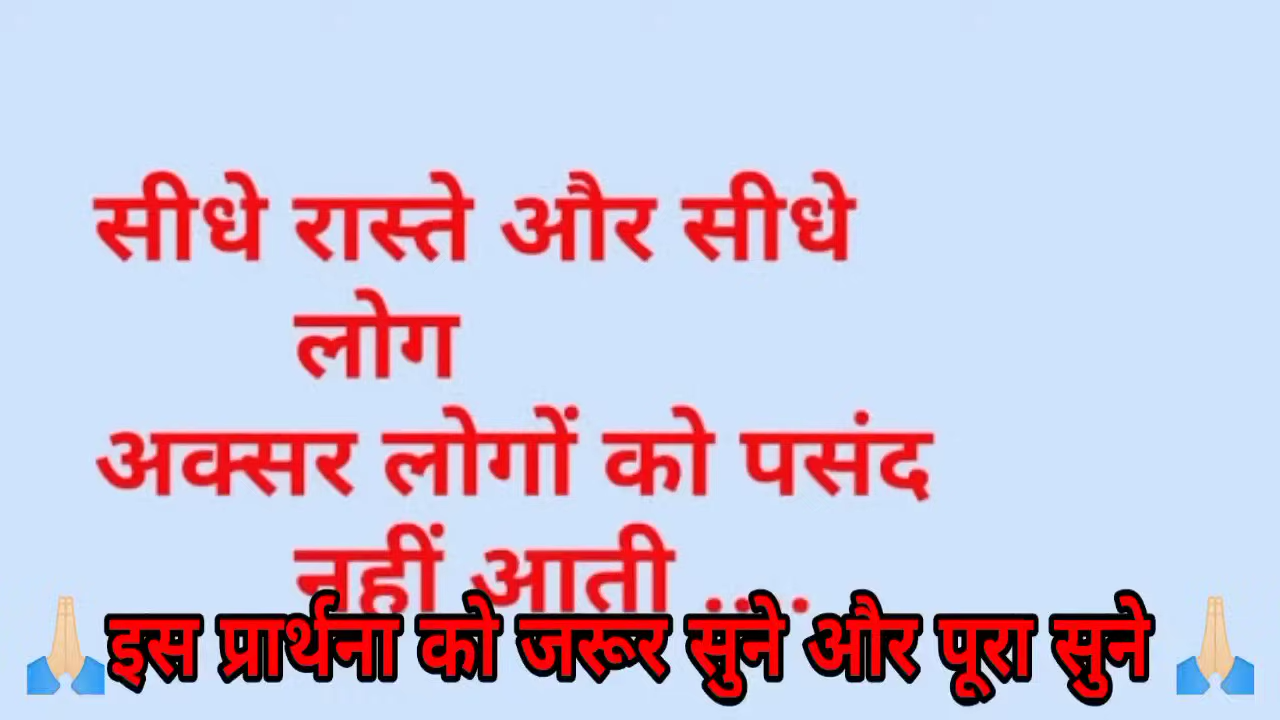 सीधे रास्ते और सीधे
लोग
अक्सर लोगों को पसंद
नहीं आती ....
इस प्रार्थना को जरूर सुने और पूरा सुने